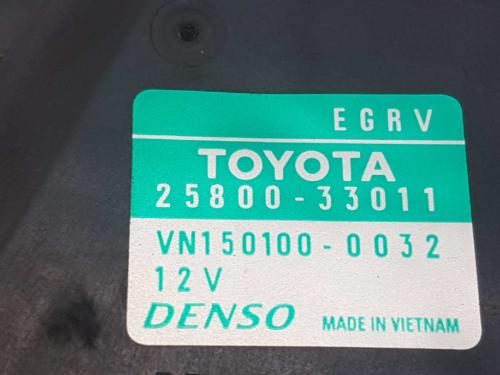 EGRV
TOYOTA
25800-33011
VN150100-0032
12V
DENSO MADE IN VIETNAM